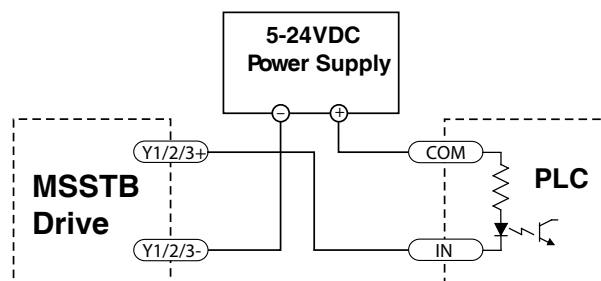 5-24VDC
Power Supply
− +
Y1/2/3+
COM
MSSTB
Drive
PLC
Y1/2/3-
IN